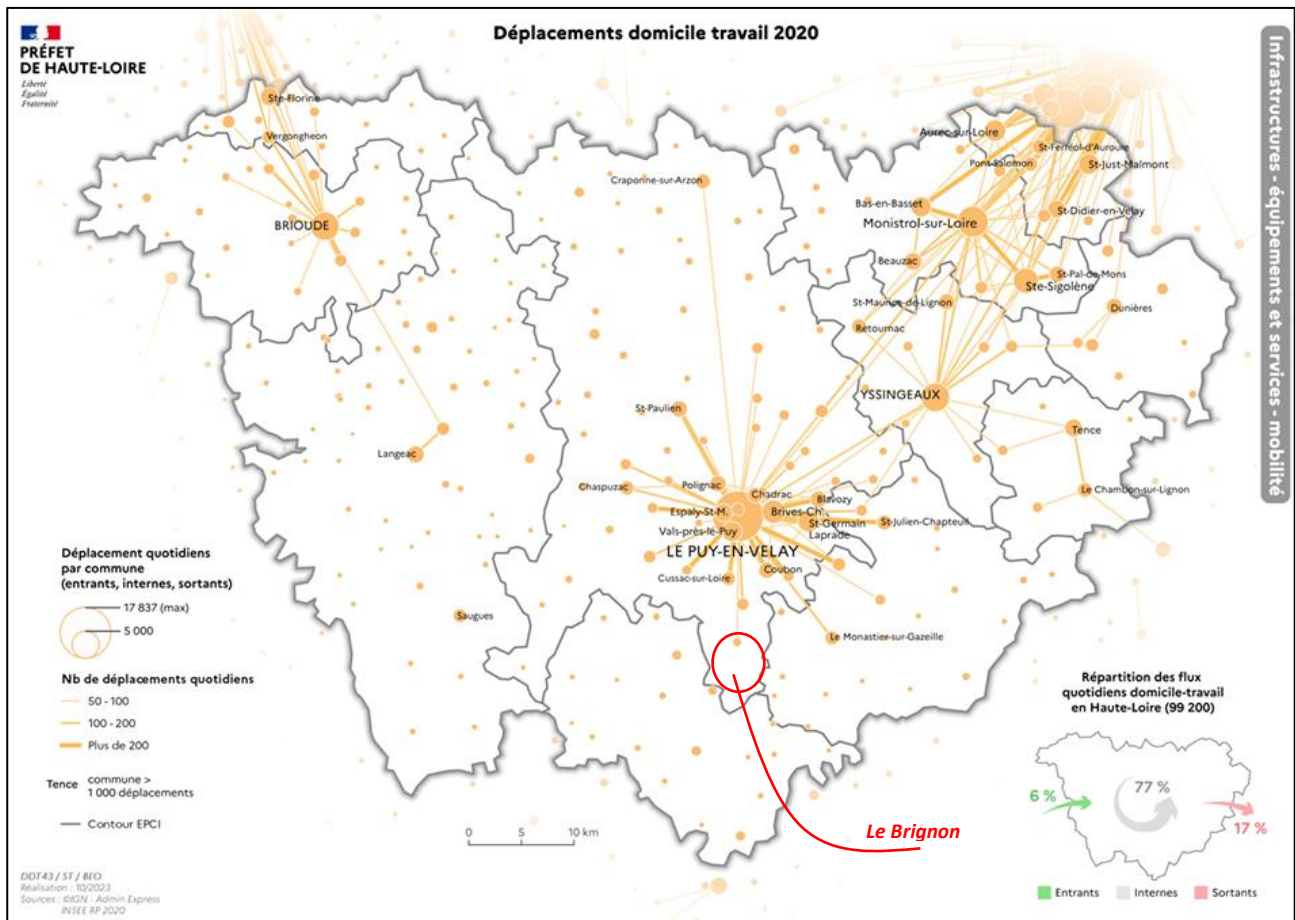 PRÉFET
DE HAUTE-LOIRE
Liberté
Égalité
Fraternité
Déplacements domicile travail 2020
Infrastructures - équipements et services - mobilité
Ste-Florine
Vergongheon
BRIOUDE
Craponne-sur-Arzon
Aurec-sur-Loire
St-Ferréol-d'Auroure
Pont-Salomon
St-Just-Malmont
Bas-en-Basset
St-Didier-en-Velay
Monistrol-sur-Loire
Beauzac
St-Pal-de-Mons
Ste-Sigolène
St-Maurice-de-Lignon
Dunières
Retournac
YSSINGEAUX
St-Paulien
Tence
Langeac
Polignac
Chaspuzac
Chadrac
Blavozy
Le Chambon-sur-Lignon
Espaly-St-M.
Brives-Ch.
Vals-près-le-Puy
St-Germain
Laprade
St-Julien-Chapteuil
LE PUY-EN-VELAY
Coubon
Cussac-sur-Loire
Saugues
Le Monastier-sur-Gazeille
Déplacement quotidiens
par commune
(entrants, internes, sortants)
17 837 (max)
5 000
Nb de déplacements quotidiens
50 - 100
100 - 200
Plus de 200
Tence commune >
1 000 déplacements
Contour EPCI
0 5 10 km
Le Brignon
Répartition des flux
quotidiens domicile-travail
en Haute-Loire (99 200)
6 %
77 %
17 %
Entrants Internes Sortants
DDT43 / ST / BEO
Réalisation : 10/2023
Sources : ©IGN - Admin Express
INSEE RP 2020